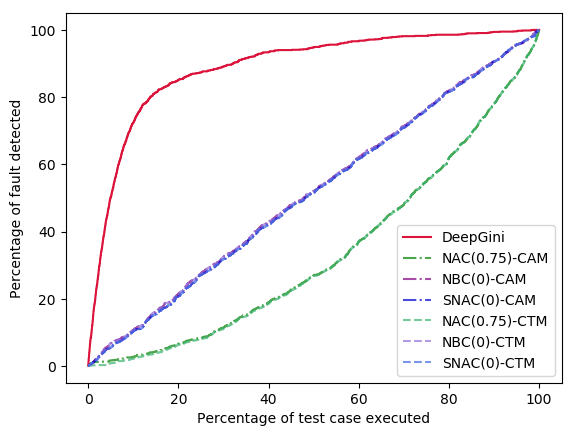 100
80
60
40
20
0
Percentage of fault detected
DeepGini
NAC(0.75)-CAM
NBC(0)-CAM
SNAC(0)-CAM
NAC(0.75)-CTM
NBC(0)-CTM
SNAC(0)-CTM
0 20 40 60 80 100
Percentage of test case executed